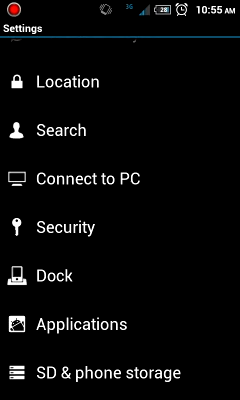 3G
28
10:55 AM
Settings
Location
Search
Connect to PC
Security
Dock
Applications
SD & phone storage